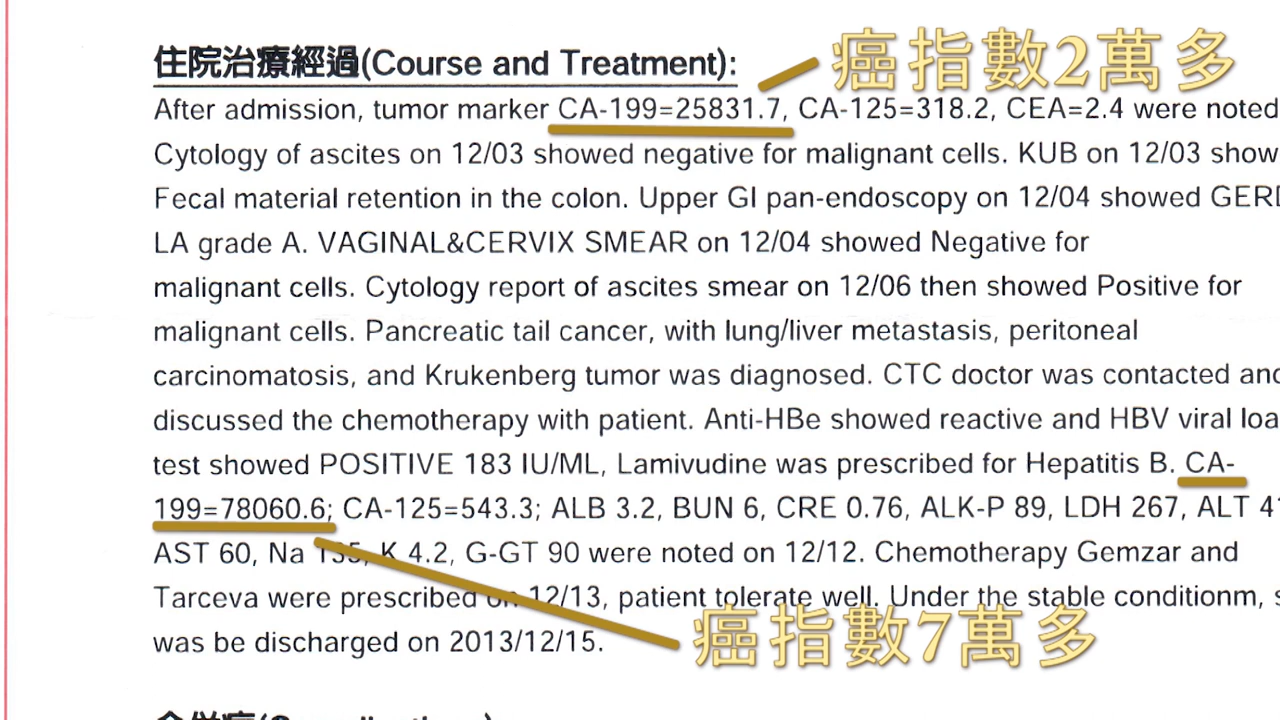 住院治療經過(Course and Treatment):
癌指數2萬多
After admission, tumor marker CA-199=25831.7, CA-125=318.2, CEA=2.4 were noted
Cytology of ascites on 12/03 showed negative for malignant cells. KUB on 12/03 show
Fecal material retention in the colon. Upper GI pan-endoscopy on 12/04 showed GERD
LA grade A. VAGINAL&CERVIX SMEAR on 12/04 showed Negative for
malignant cells. Cytology report of ascites smear on 12/06 then showed Positive for
malignant cells. Pancreatic tail cancer, with lung/liver metastasis, peritoneal
carcinomatosis, and Krukenberg tumor was diagnosed. CTC doctor was contacted and
discussed the chemotherapy with patient. Anti-HBe showed reactive and HBV viral loa
test showed POSITIVE 183 IU/ML, Lamivudine was prescribed for Hepatitis B. CA-
199=78060.6; CA-125=543.3; ALB 3.2, BUN 6, CRE 0.76, ALK-P 89, LDH 267, ALT
AST 60, Na 135, K 4.2, G-GT 90 were noted on 12/12. Chemotherapy Gemzar and
Tarceva were prescribed on 12/13, patient tolerate well. Under the stable conditionm, s
was be discharged on 2013/12/15.
癌指數7萬多